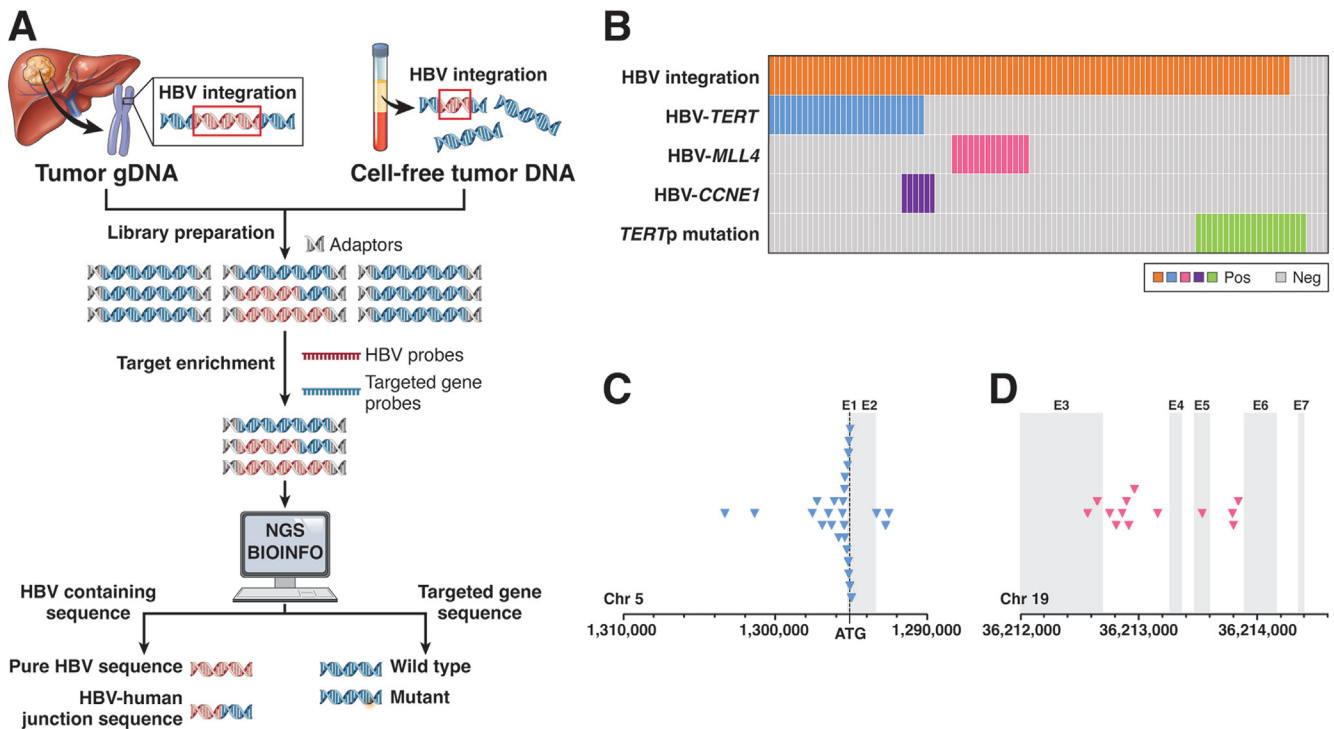 A
HBV integration
Tumor gDNA
HBV integration
Cell-free tumor DNA
Library preparation
Adaptors
Target enrichment
HBV probes
Targeted gene
probes
NGS
BIOINFO
HBV containing
sequence
Targeted gene
sequence
Pure HBV sequence
HBV-human
junction sequence
Wild type
Mutant
B
HBV integration
HBV-TERT
HBV-MLL4
HBV-CCNE1
TERTp mutation
Pos
Neg
C
E1 E2
Chr 5
1,310,000 1,300,000 1,290,000
ATG
D
E3 E4 E5 E6 E7
Chr 19
36,212,000 36,213,000 36,214,000